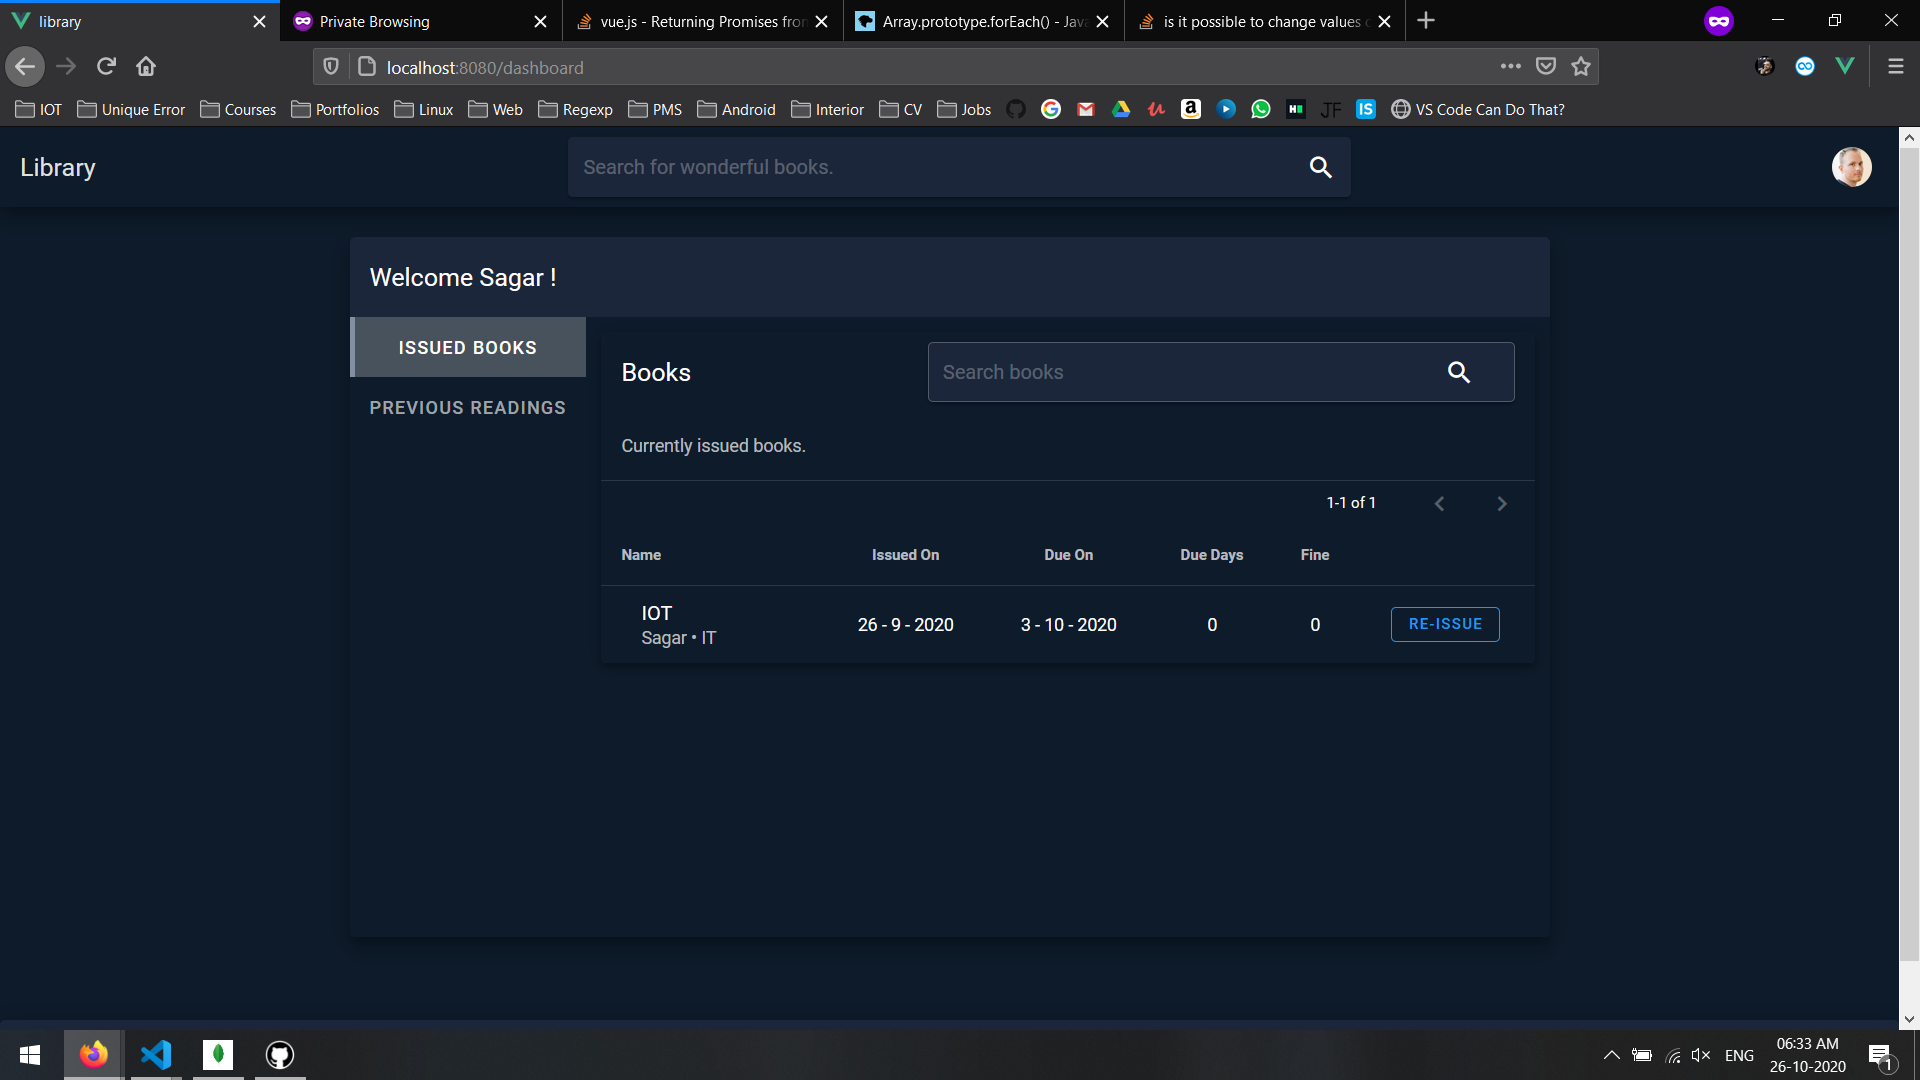 library
Private Browsing
vue.js - Returning Promises from
Array.prototype.forEach() - Java
is it possible to change values o
localhost:8080/dashboard
IOT
Unique Error
Courses
Portfolios
Linux
Web
Regexp
PMS
Android
Interior
CV
Jobs
JF
IS
VS Code Can Do That?
Library
Search for wonderful books.
Welcome Sagar !
ISSUED BOOKS
PREVIOUS READINGS
Books
Search books
Currently issued books.
1-1 of 1
Name Issued On Due On Due Days Fine
IOT
Sagar • IT
26 - 9 - 2020
3 - 10 - 2020
0
0
RE-ISSUE
ENG
06:33 AM
26-10-2020
1